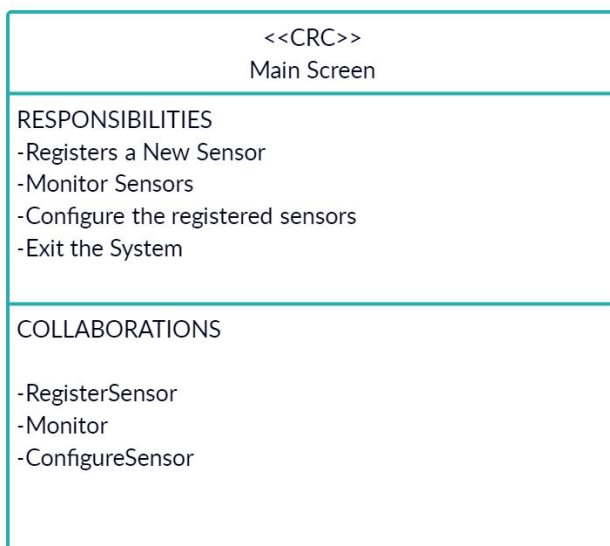 <<CRC>>
Main Screen
RESPONSIBILITIES
-Registers a New Sensor
-Monitor Sensors
-Configure the registered sensors
-Exit the System
COLLABORATIONS
-RegisterSensor
-Monitor
-ConfigureSensor